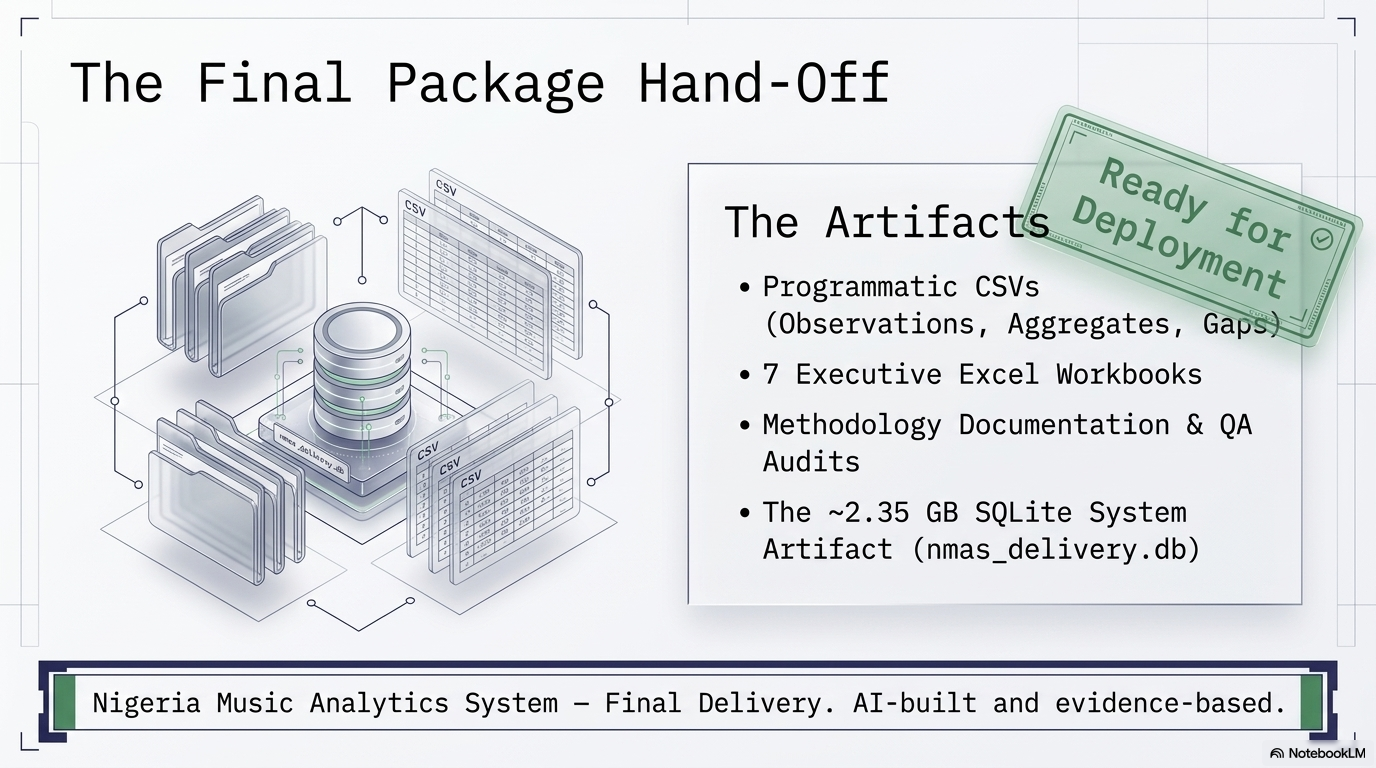 The Final Package Hand-Off
CSV
CSV
CSV
CSV
CSV
Ready for
Deployment
The Artifacts
• Programmatic CSVs
(Observations, Aggregates, Gaps)
• 7 Executive Excel Workbooks
• Methodology Documentation & QA
Audits
• The ~2.35 GB SQLite System
Artifact (nmas_delivery.db)
Nigeria Music Analytics System – Final Delivery. AI-built and evidence-based.
NotebookLM